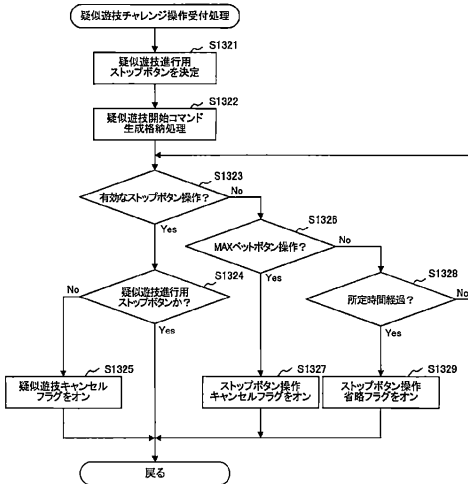 疑似遊技チャレンジ操作受付処理
S1321
疑似遊技進行用
ストップボタンを決定
S1322
疑似遊技開始コマンド
生成格納処理
S1323
有効なストップボタン操作?
No
Yes
S1326
MAXベットボタン操作?
No
Yes
S1324
疑似遊技進行用
ストップボタンか?
No
Yes
S1328
所定時間経過?
No
Yes
S1325
疑似遊技キャンセル
フラグをオン
S1327
ストップボタン操作
キャンセルフラグをオン
S1329
ストップボタン操作
省略フラグをオン
戻る